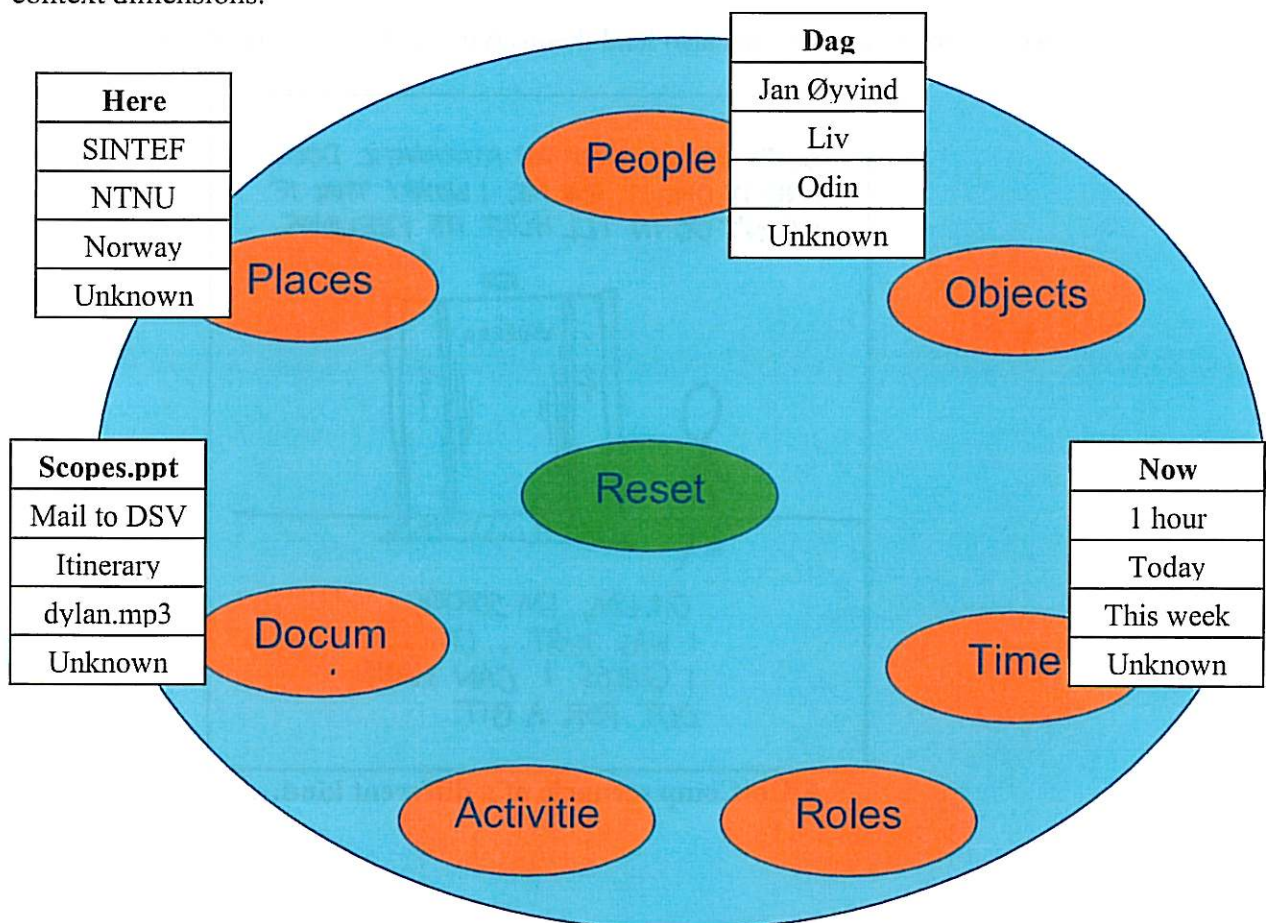 context dimensions.
Dag
Jan Øyvind
Liv
Odin
Unknown
People
Here
SINTEF
NTNU
Norway
Unknown
Places
Objects
Reset
Scopes.ppt
Mail to DSV
Itinerary
dylan.mp3
Unknown
Docum
Now
1 hour
Today
This week
Unknown
Time
Activitie
Roles